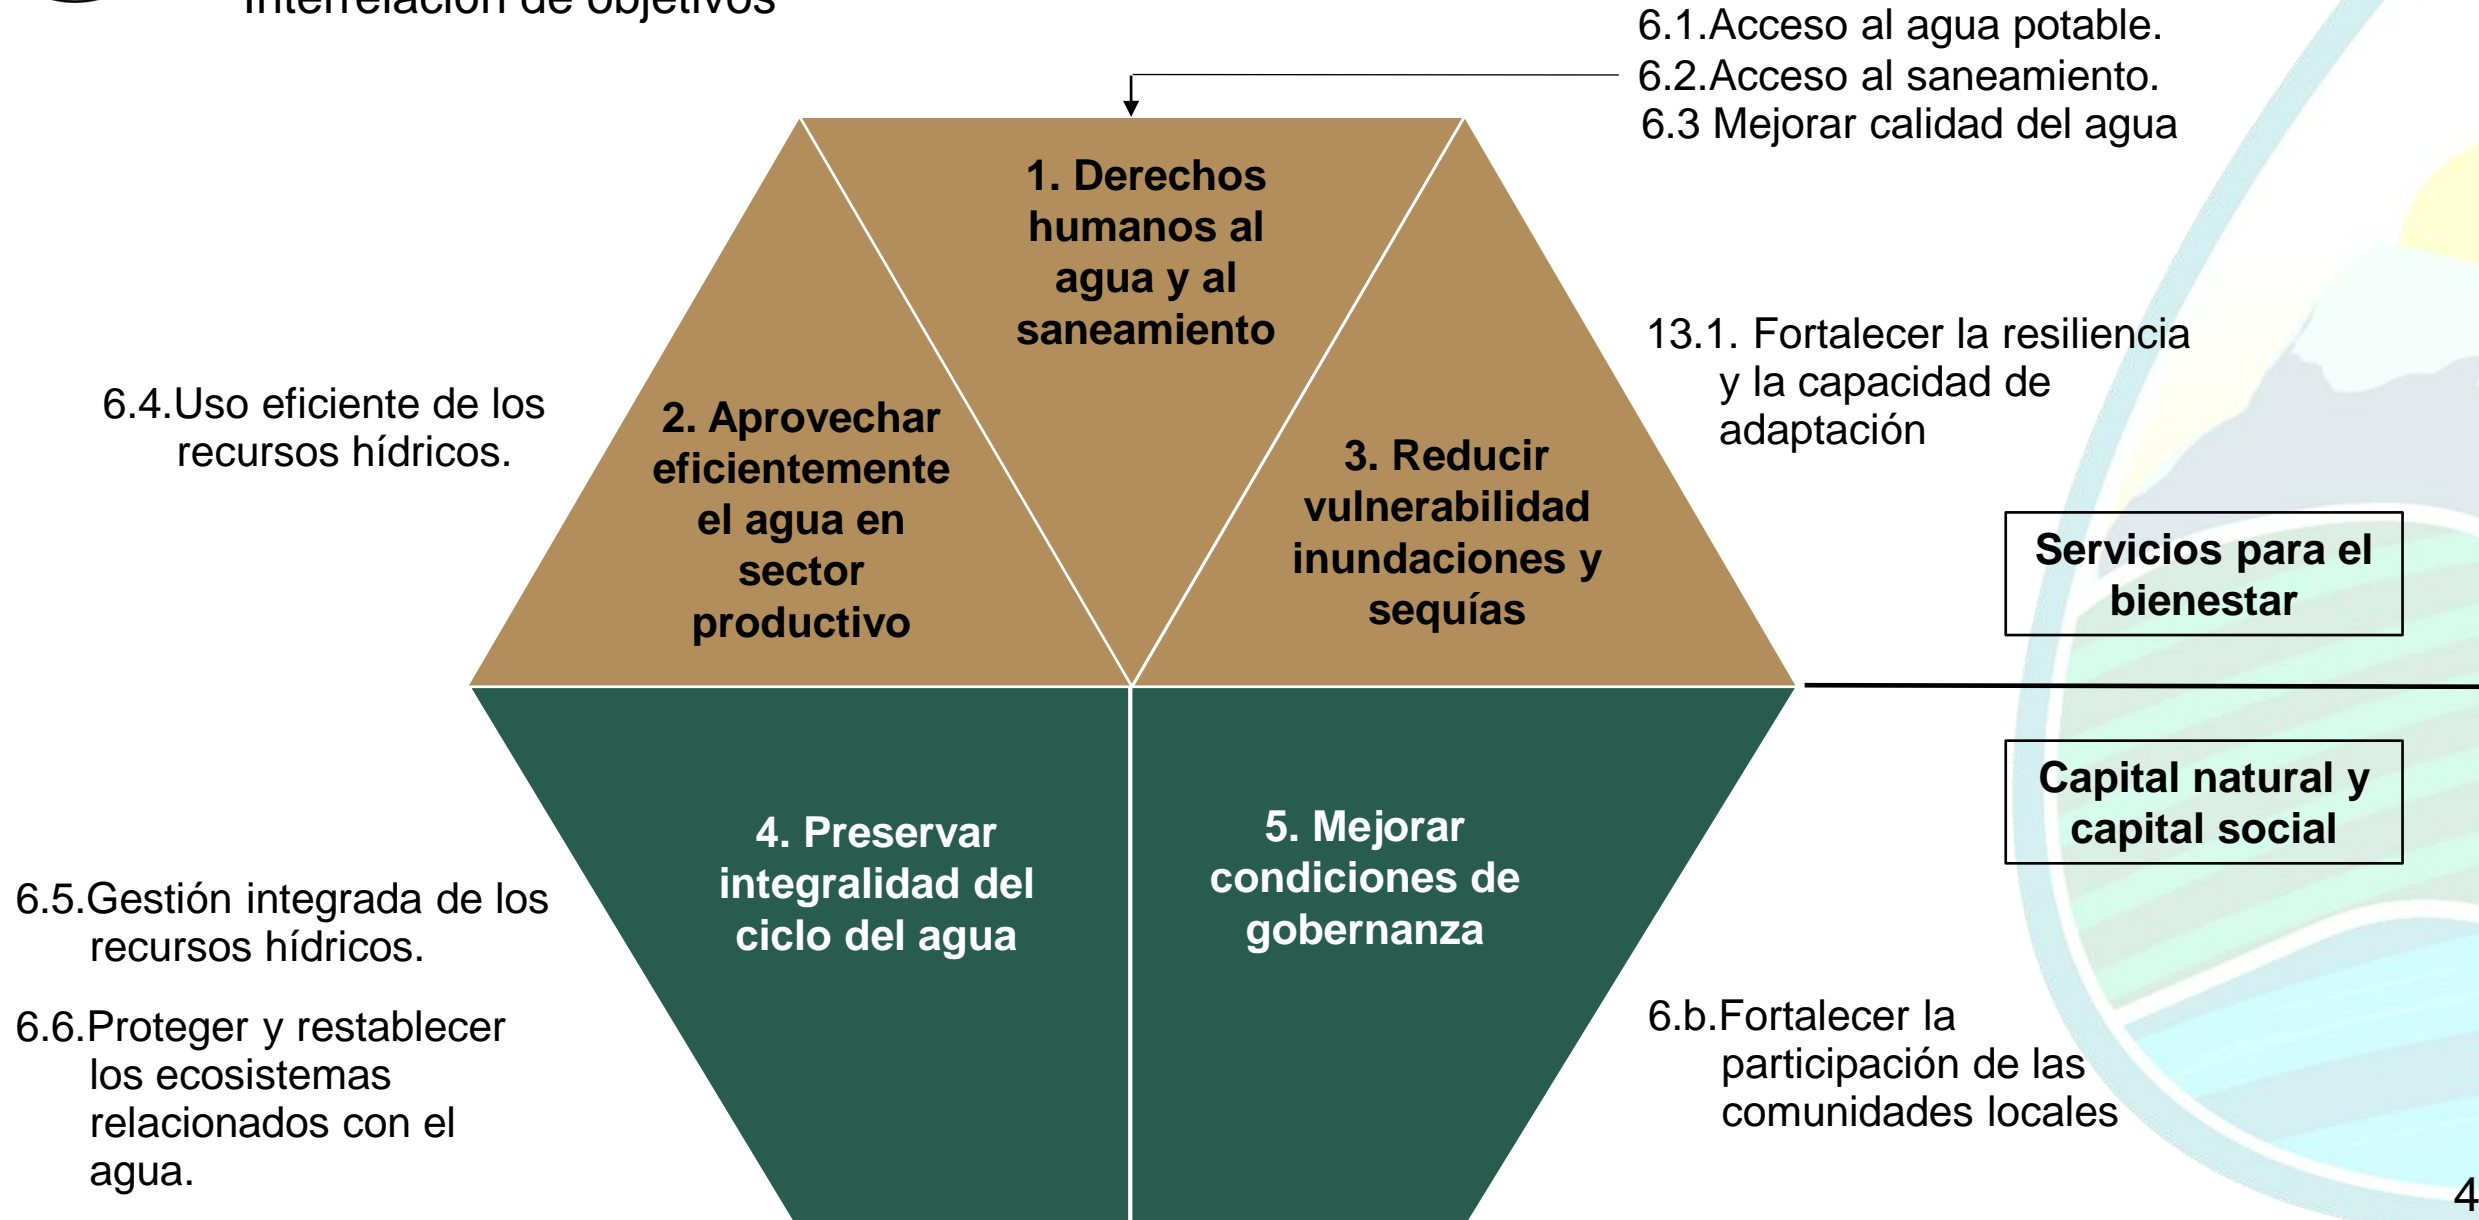 Interrelación de objetivos
6.1.Acceso al agua potable.
6.2.Acceso al saneamiento.
6.3 Mejorar calidad del agua
1. Derechos
humanos al
agua y al
saneamiento
13.1. Fortalecer la resiliencia
y la capacidad de
adaptación
6.4.Uso eficiente de los
recursos hídricos.
2. Aprovechar
eficientemente
el agua en
sector
productivo
3. Reducir
vulnerabilidad
inundaciones y
sequías
Servicios para el
bienestar
Capital natural y
capital social
4. Preservar
integralidad del
ciclo del agua
5. Mejorar
condiciones de
gobernanza
6.5.Gestión integrada de los
recursos hídricos.
6.6.Proteger y restablecer
los ecosistemas
relacionados con el
agua.
6.b.Fortalecer la
participación de las
comunidades locales
4